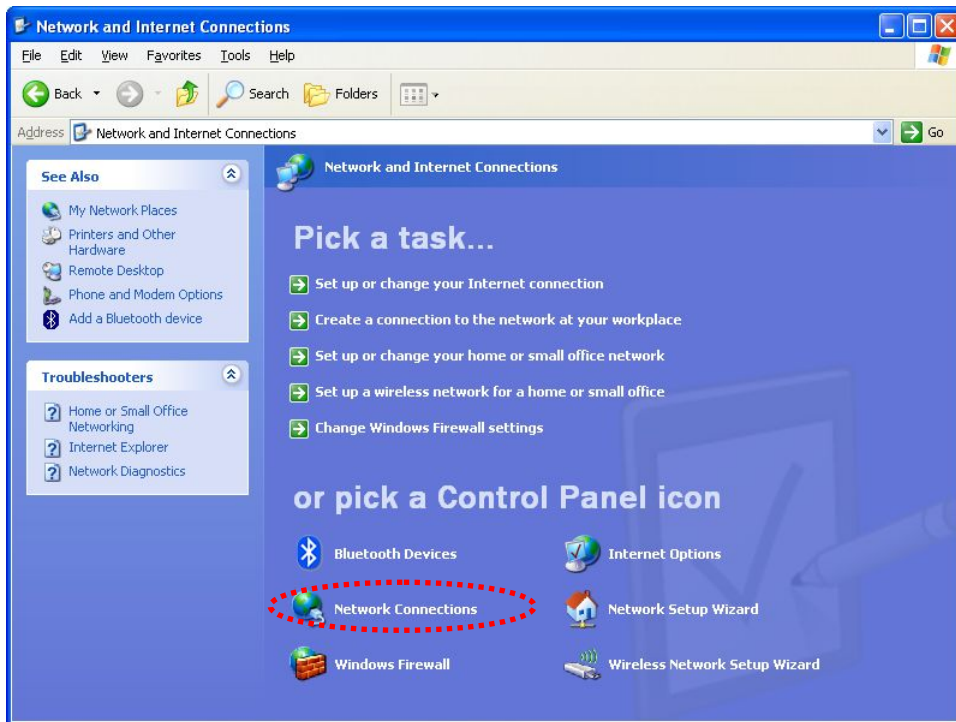 Network and Internet Connections
File Edit View Favorites Tools Help
Back Search Folders
Address Network and Internet Connections Go
See Also
My Network Places
Printers and Other
Hardware
Remote Desktop
Phone and Modem Options
Add a Bluetooth device
Troubleshooters
Home or Small Office
Networking
Internet Explorer
Network Diagnostics
Network and Internet Connections
Pick a task...
Set up or change your Internet connection
Create a connection to the network at your workplace
Set up or change your home or small office network
Set up a wireless network for a home or small office
Change Windows Firewall settings
or pick a Control Panel icon
Bluetooth Devices Internet Options
Network Connections Network Setup Wizard
Windows Firewall Wireless Network Setup Wizard